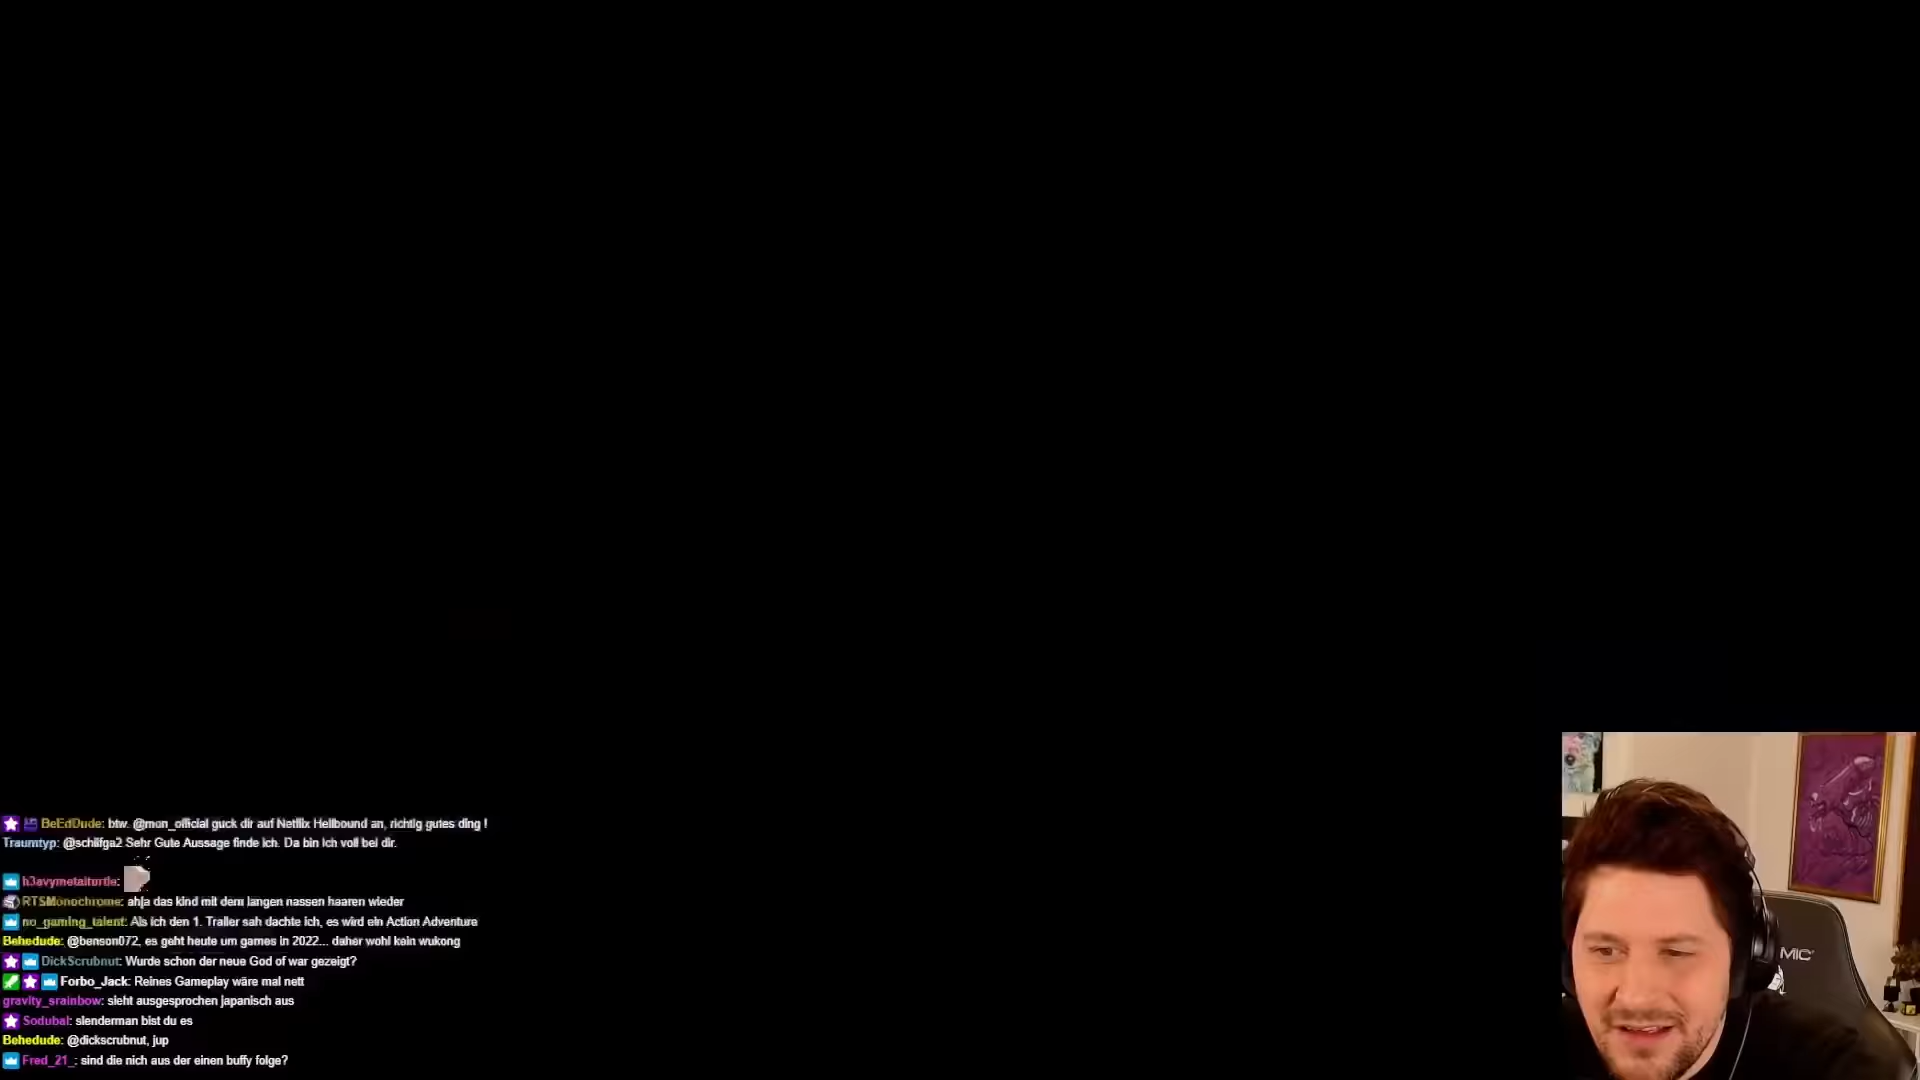 BeEdDude: btw. @mon_official guck dir auf Netflix Hellbound an, richtig gutes ding !
Traumtyp: @schilfga2 Sehr Gute Aussage finde ich. Da bin ich voll bei dir.
h3avymetalturtle:
RTSMonochrome: ahja das kind mit dem langen nassen haaren wieder
no_gaming_talent: Als ich den 1. Trailer sah dachte ich, es wird ein Action Adventure
Behedude: @benson072, es geht heute um games in 2022... daher wohl kein wukong
DickScrubnut: Wurde schon der neue God of war gezeigt?
Forbo_Jack: Reines Gameplay wäre mal nett
gravity_srainbow: sieht ausgesprochen japanisch aus
Sodubal: slenderman bist du es
Behedude: @dickscrubnut, jup
Fred_21_: sind die nich aus der einen buffy folge?
MIC